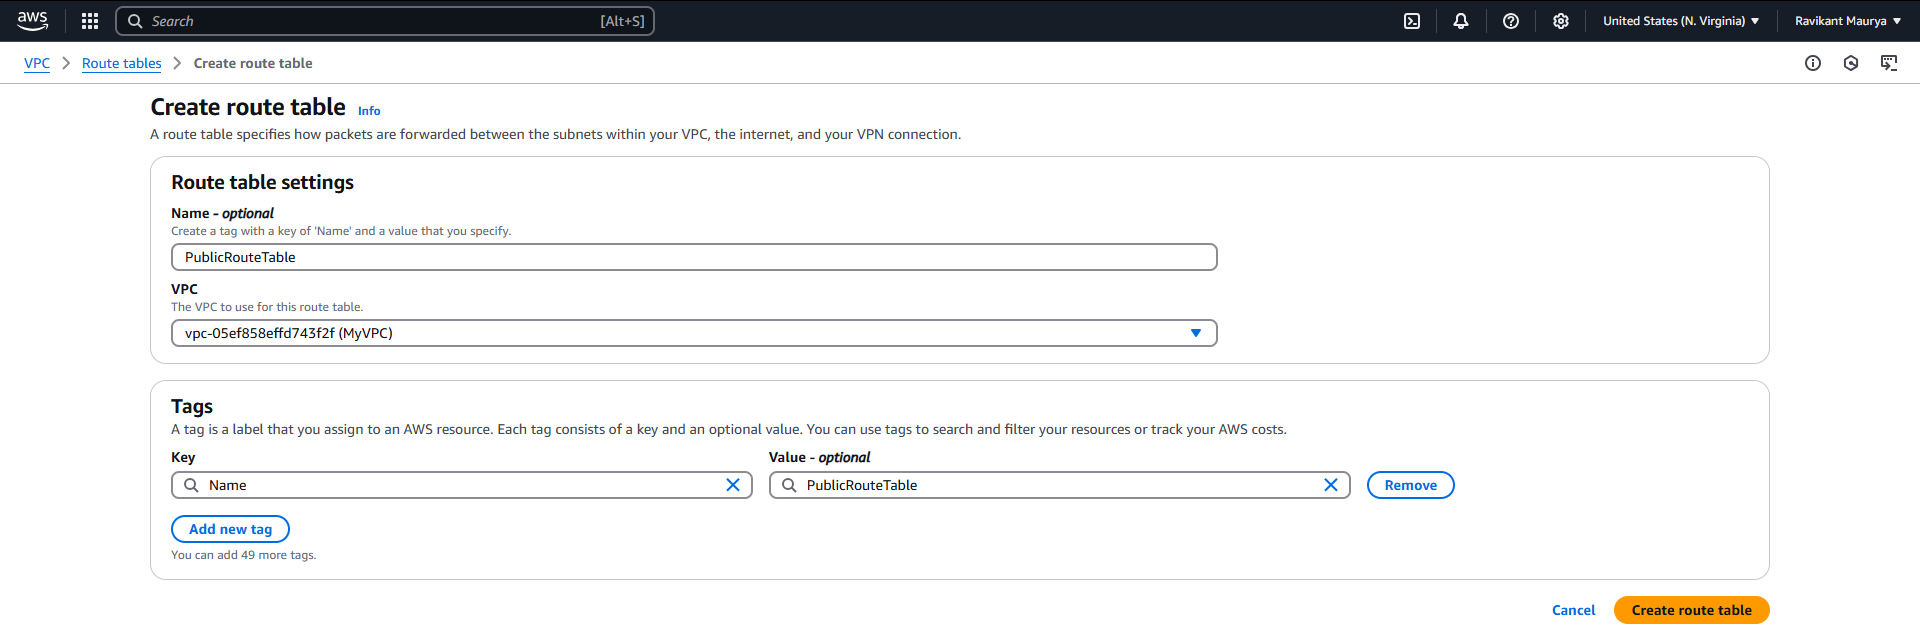 aws
Search [Alt+S]
United States (N. Virginia)
Ravikant Maurya
VPC
Route tables
Create route table
Create route table Info
A route table specifies how packets are forwarded between the subnets within your VPC, the internet, and your VPN connection.
Route table settings
Name - optional
Create a tag with a key of 'Name' and a value that you specify.
PublicRouteTable
VPC
The VPC to use for this route table.
vpc-05ef858effd743f2f (MyVPC)
Tags
A tag is a label that you assign to an AWS resource. Each tag consists of a key and an optional value. You can use tags to search and filter your resources or track your AWS costs.
Key
Value - optional
Name
PublicRouteTable
Remove
Add new tag
You can add 49 more tags.
Cancel
Create route table